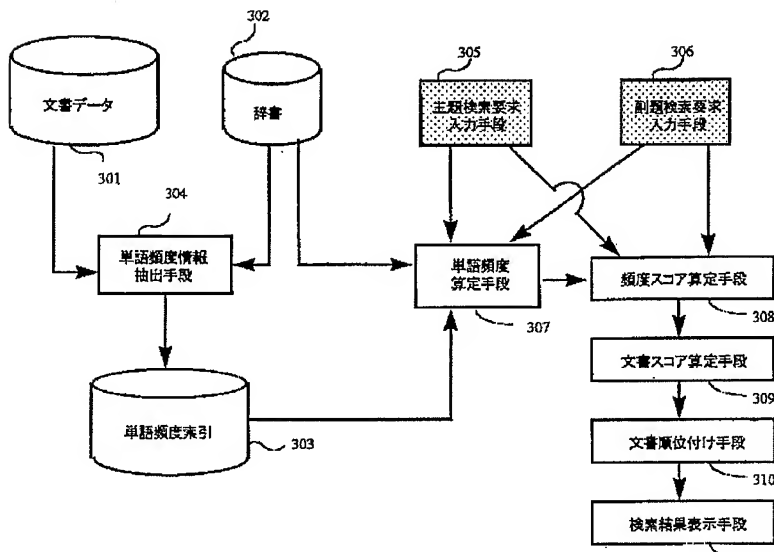 302
文書データ
辞書
301
305
306
主題検索要求
入力手段
副題検索要求
入力手段
304
単語頻度情報
抽出手段
単語頻度
算定手段
307
頻度スコア算定手段
308
文書スコア算定手段
309
単語頻度索引
303
文書順位付け手段
310
検索結果表示手段